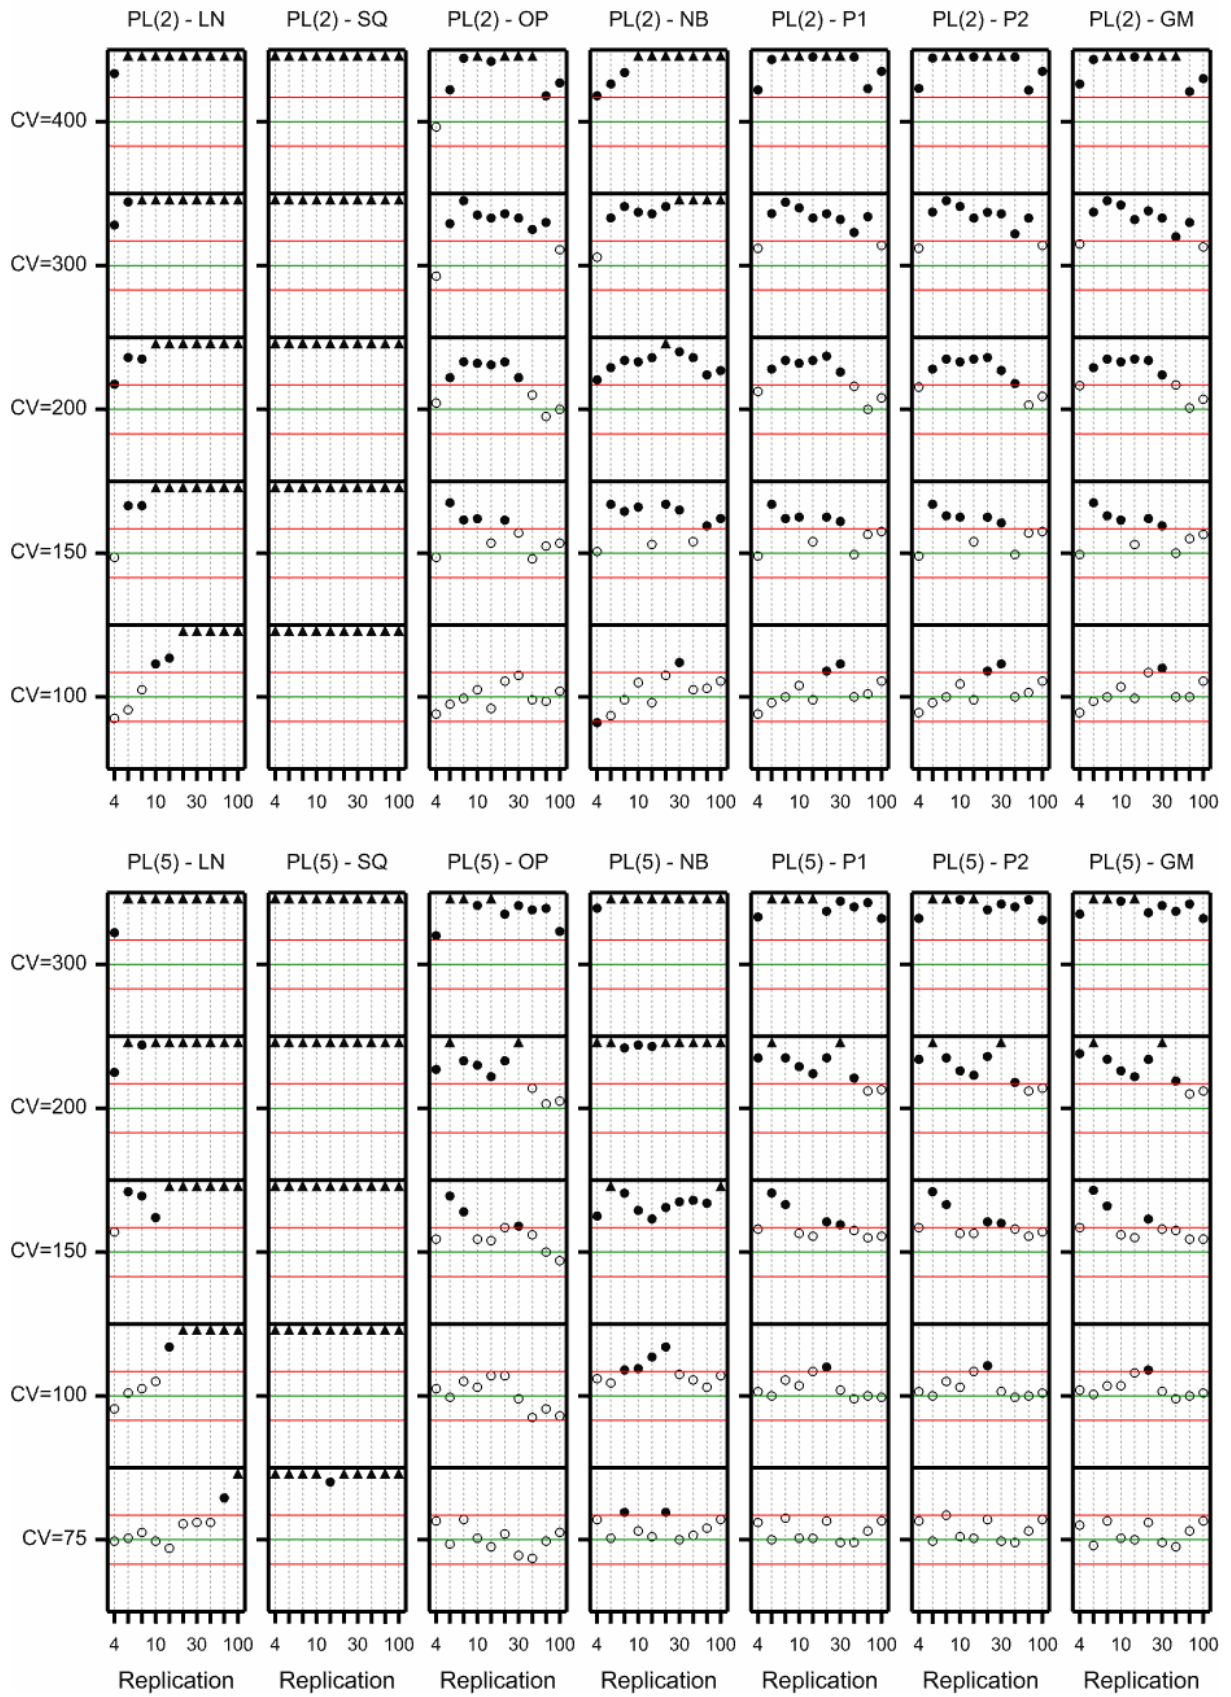 PL(2) - LN PL(2) - SQ PL(2) - OP PL(2) - NB PL(2) - P1 PL(2) - P2 PL(2) - GM
CV=400
CV=300
CV=200
CV=150
CV=100
4 10 30 100 4 10 30 100 4 10 30 100 4 10 30 100 4 10 30 100 4 10 30 100 4 10 30 100
PL(5) - LN PL(5) - SQ PL(5) - OP PL(5) - NB PL(5) - P1 PL(5) - P2 PL(5) - GM
CV=300
CV=200
CV=150
CV=100
CV=75
4 10 30 100 4 10 30 100 4 10 30 100 4 10 30 100 4 10 30 100 4 10 30 100 4 10 30 100
Replication Replication Replication Replication Replication Replication Replication